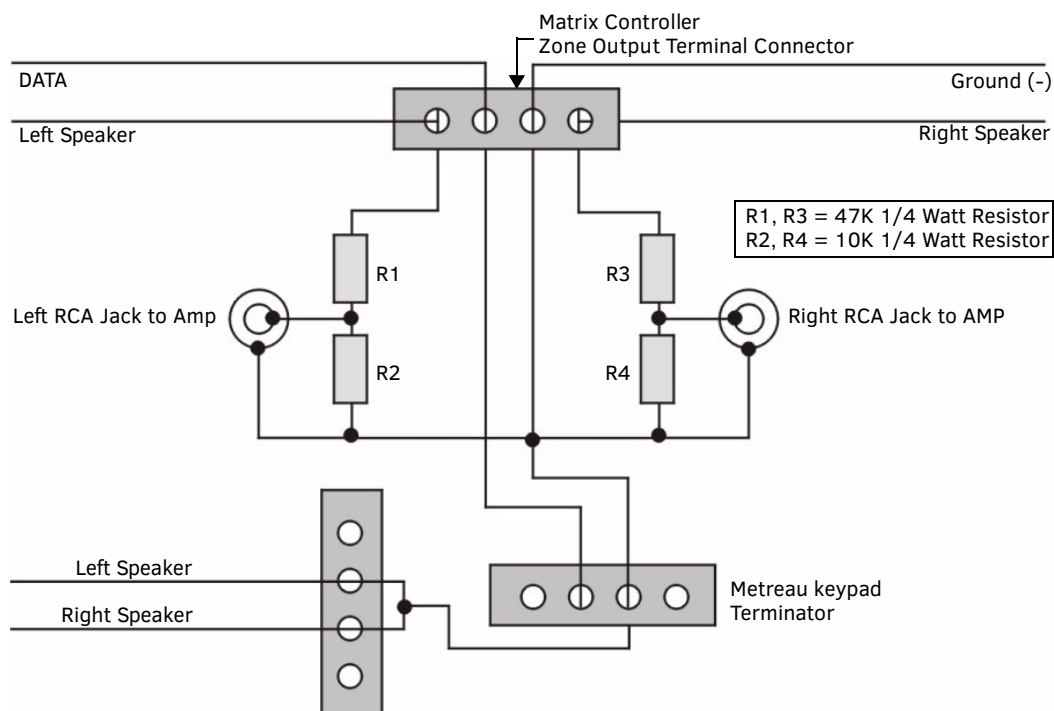 Matrix Controller
Zone Output Terminal Connector
DATA
Ground (-)
Left Speaker
Right Speaker
R1, R3 = 47K 1/4 Watt Resistor
R2, R4 = 10K 1/4 Watt Resistor
R1
R3
Left RCA Jack to Amp
Right RCA Jack to AMP
R2
R4
Left Speaker
Right Speaker
Metreau keypad
Terminator